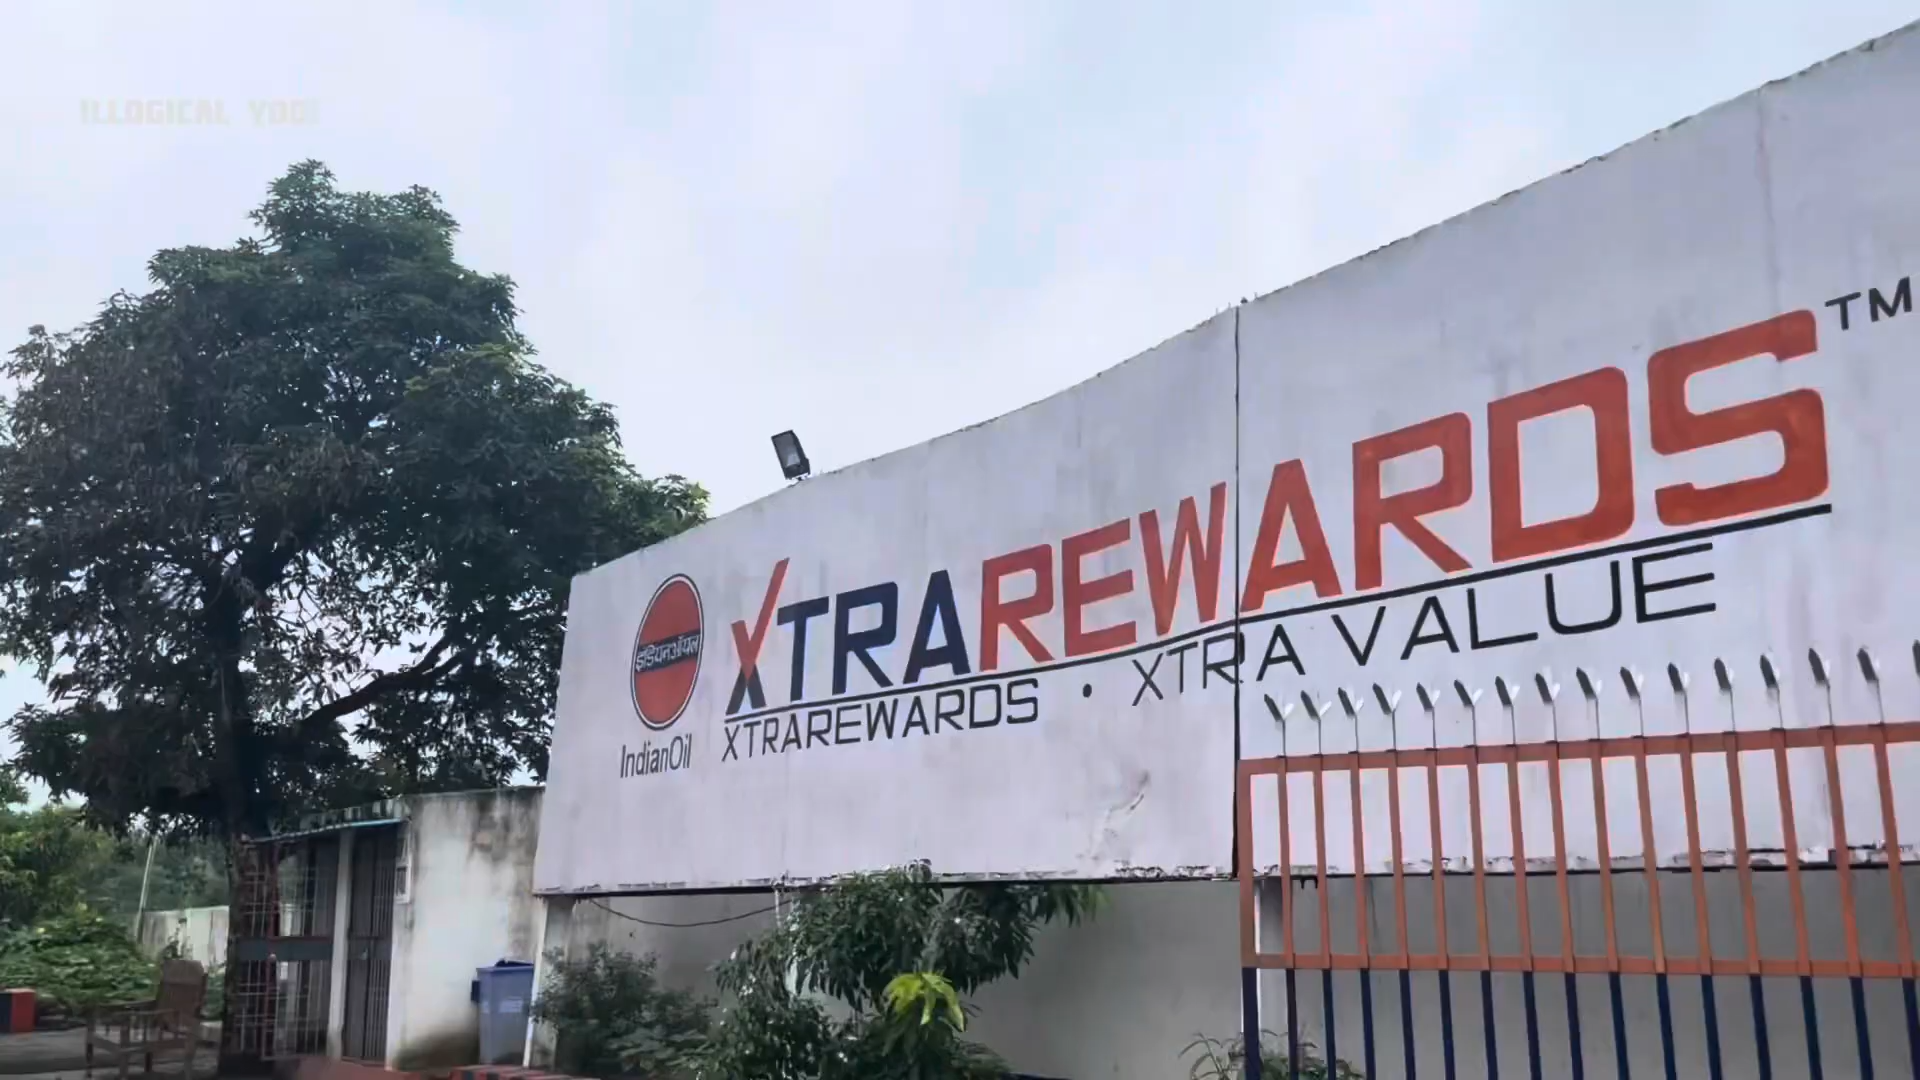 ILLOGICAL YOGI
XTRAREWARDS™
इंडियनऑयल
IndianOil
XTRAREWARDS • XTRA VALUE